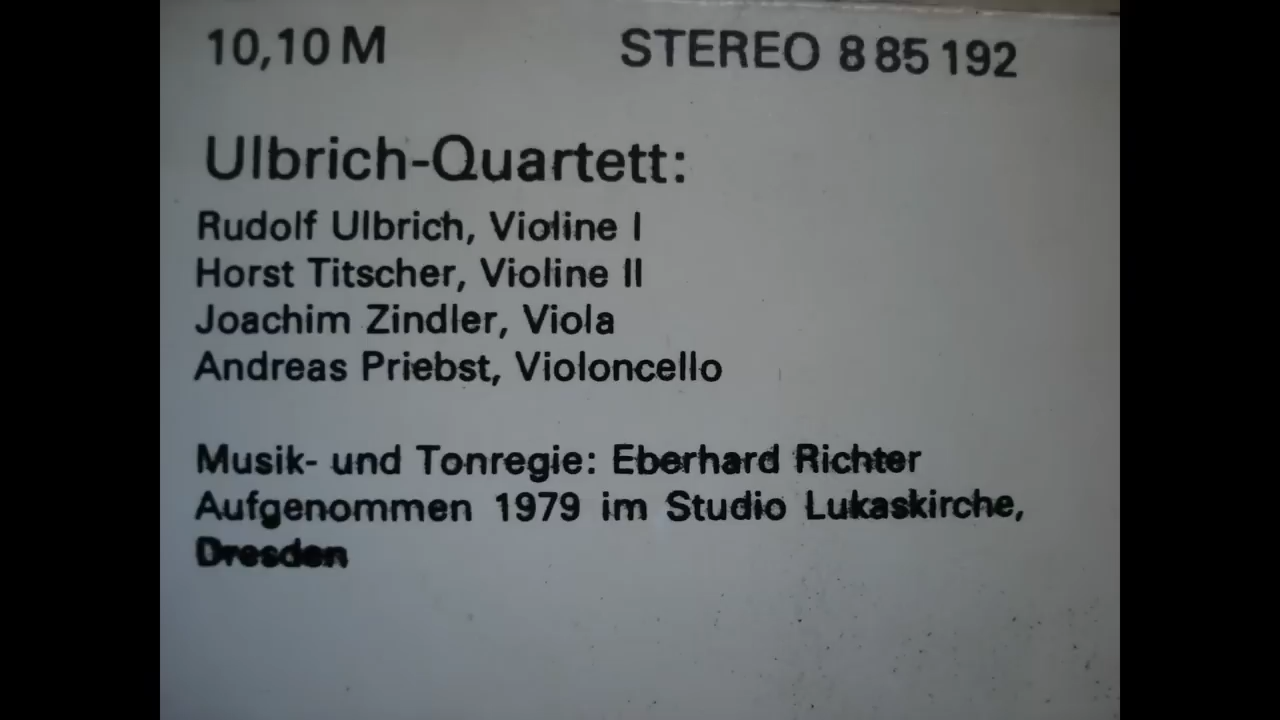 10,10 M STEREO 8 85 192
Ulbrich-Quartett:
Rudolf Ulbrich, Violine I
Horst Titscher, Violine II
Joachim Zindler, Viola
Andreas Priebst, Violoncello
Musik- und Tonregie: Eberhard Richter
Aufgenommen 1979 im Studio Lukaskirche,
Dresden